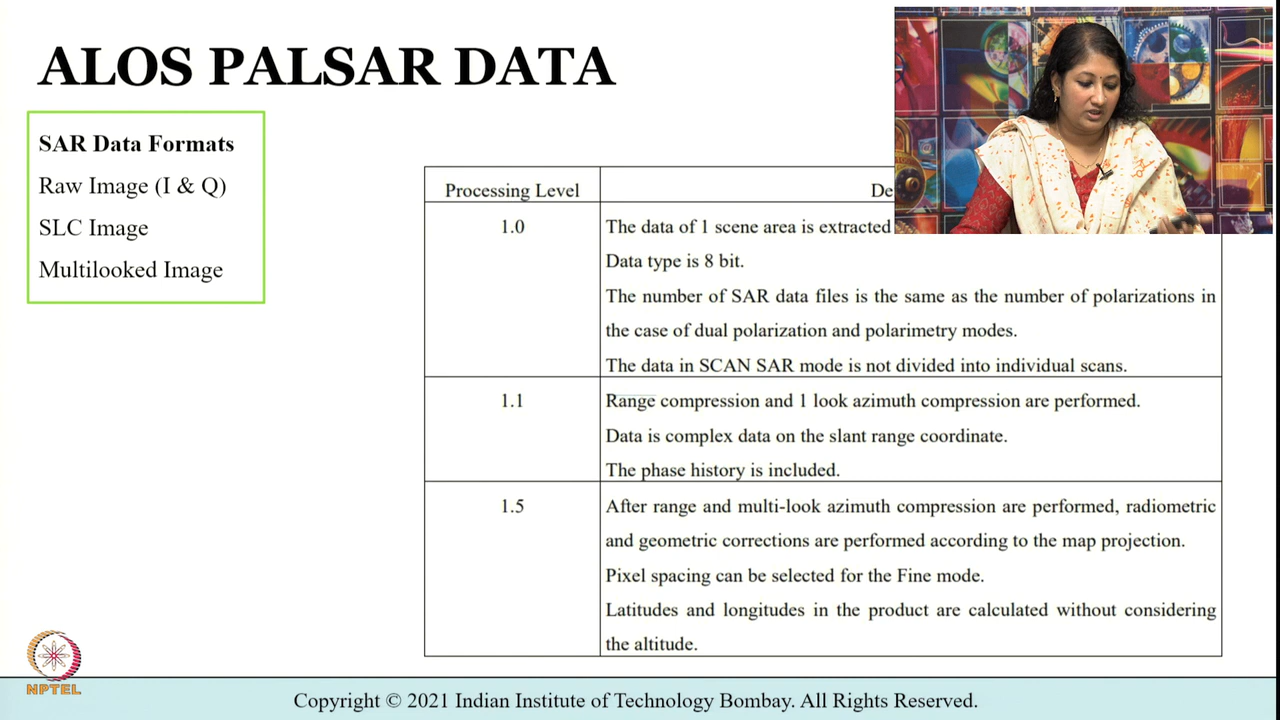 ALOS PALSAR DATA
SAR Data Formats
Raw Image (I & Q)
SLC Image
Multilooked Image
Processing Level
De
1.0
The data of 1 scene area is extracted
Data type is 8 bit.
The number of SAR data files is the same as the number of polarizations in
the case of dual polarization and polarimetry modes.
The data in SCAN SAR mode is not divided into individual scans.
1.1
Range compression and 1 look azimuth compression are performed.
Data is complex data on the slant range coordinate.
The phase history is included.
1.5
After range and multi-look azimuth compression are performed, radiometric
and geometric corrections are performed according to the map projection.
Pixel spacing can be selected for the Fine mode.
Latitudes and longitudes in the product are calculated without considering
the altitude.
NPTEL
Copyright © 2021 Indian Institute of Technology Bombay. All Rights Reserved.